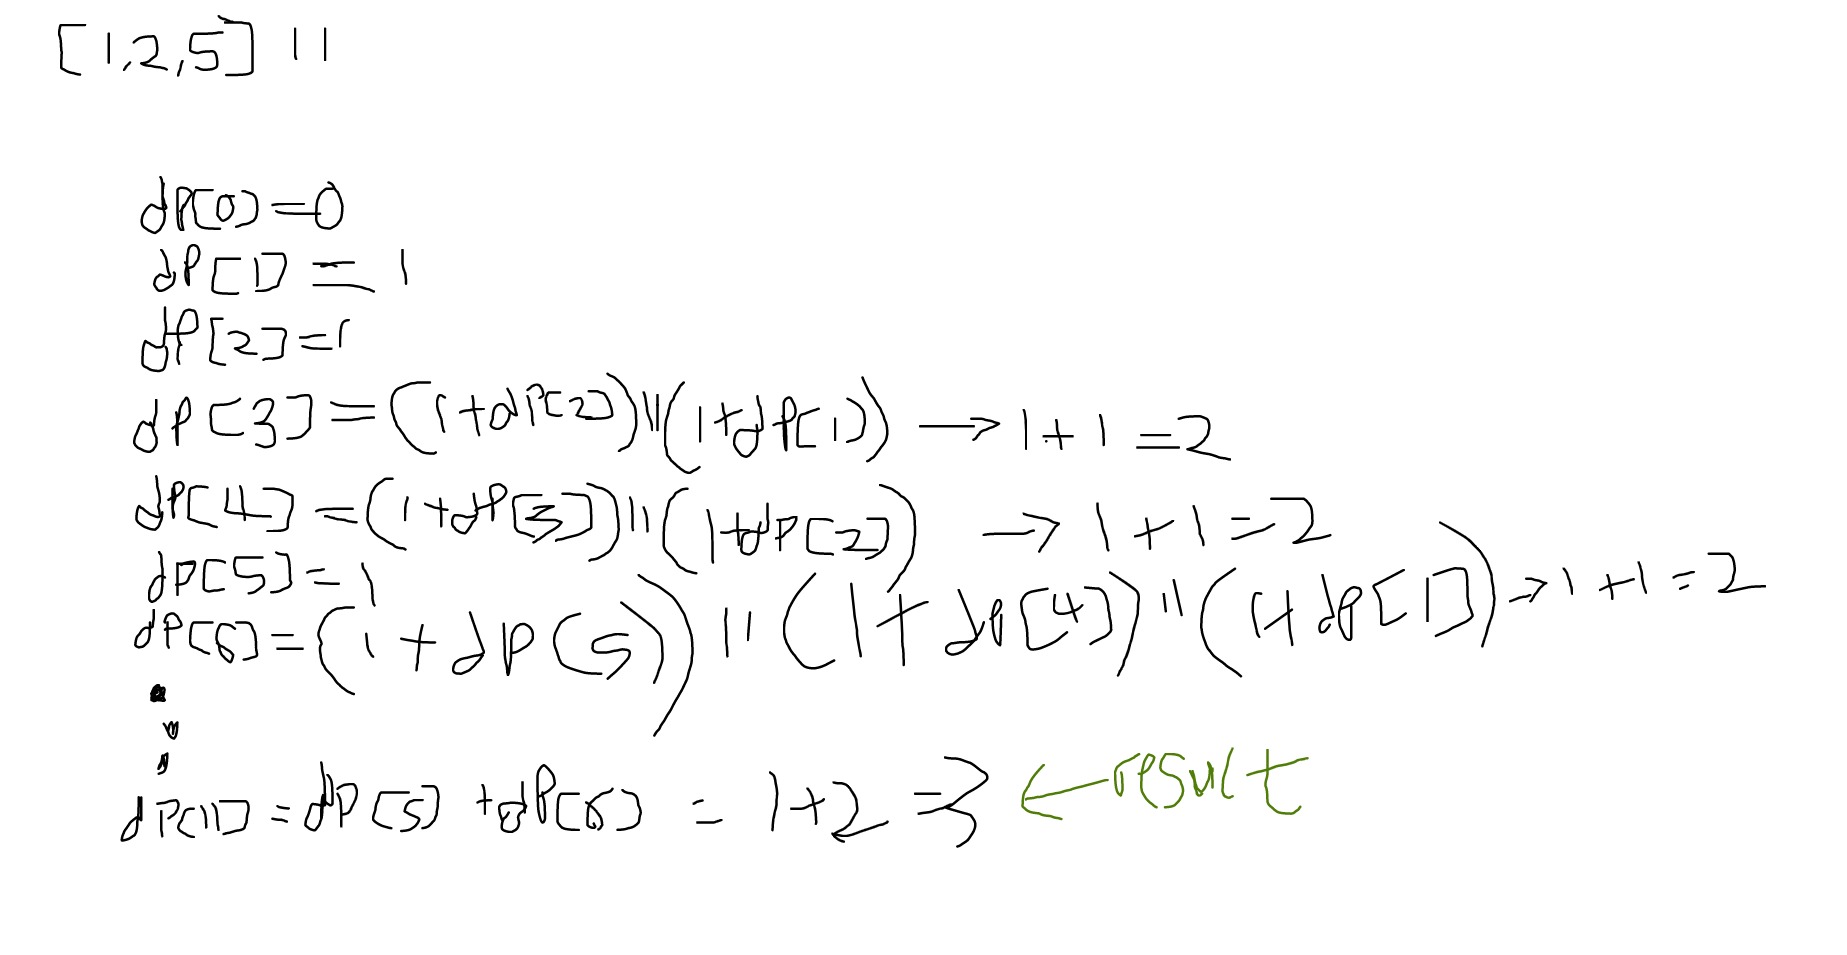 [1,2,5] 11
dP[0]=0
dP[1] = 1
dP[2]=1
dP[3]=(1+dP[2])||(1+dP[1]) → 1+1=2
dP[4] =(1+dP[3])||(1+dP[2]) → 1+1=2
dP[5]=1
dP[6]=(1+dP[5]) || (1+dP[4])||(1+dP[1]) → 1+1=2
dP[11]=dP[5]+dP[6] = 1+2=3 ← result